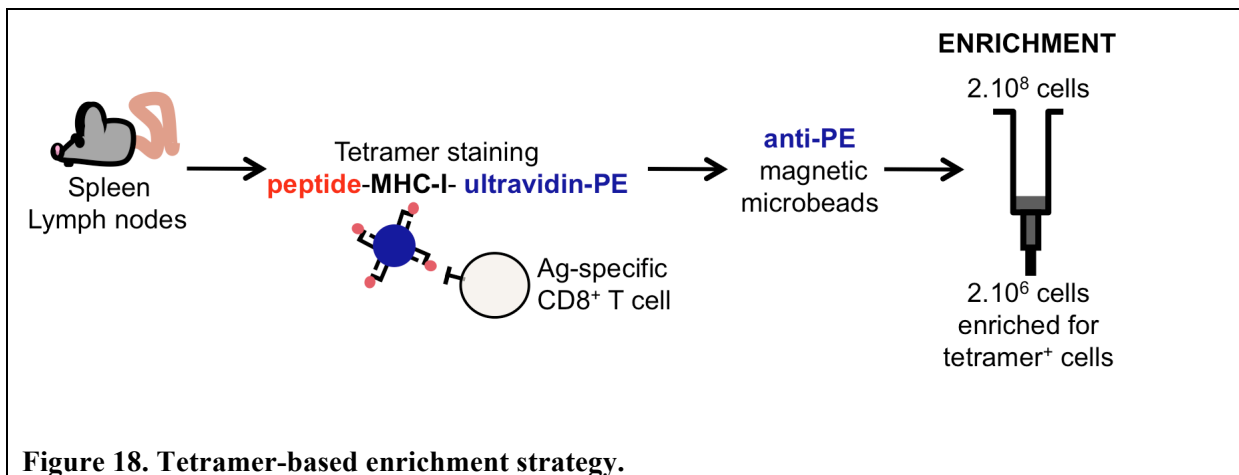 Spleen
Lymph nodes
Tetramer staining
peptide-MHC-I- ultravidin-PE
Ag-specific
CD8⁺ T cell
anti-PE
magnetic
microbeads
ENRICHMENT
2.10⁸ cells
2.10⁶ cells
enriched for
tetramer⁺ cells
Figure 18. Tetramer-based enrichment strategy.